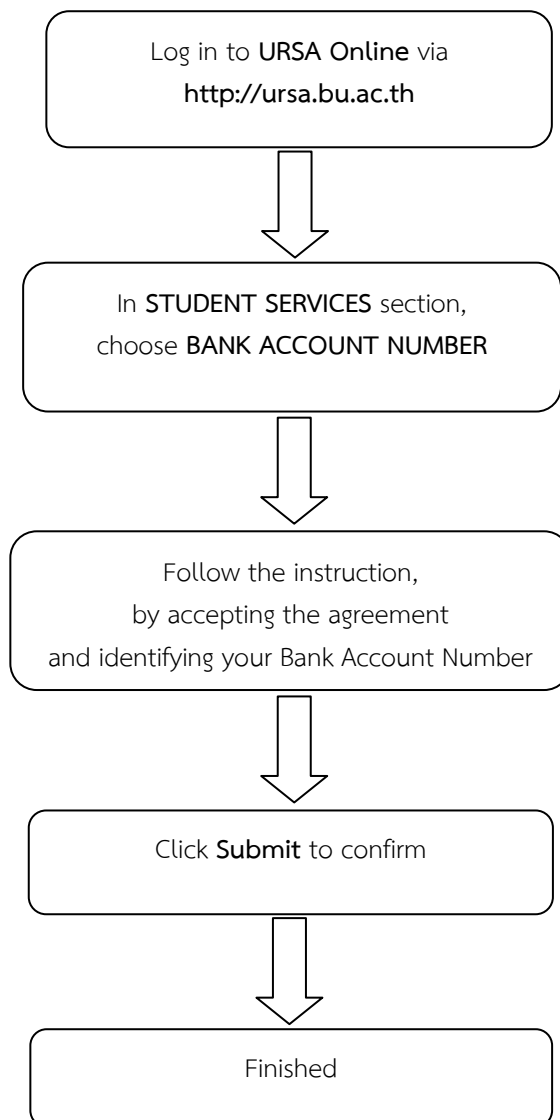 Log in to URSA Online via
http://ursa.bu.ac.th
In STUDENT SERVICES section,
choose BANK ACCOUNT NUMBER
Follow the instruction,
by accepting the agreement
and identifying your Bank Account Number
Click Submit to confirm
Finished